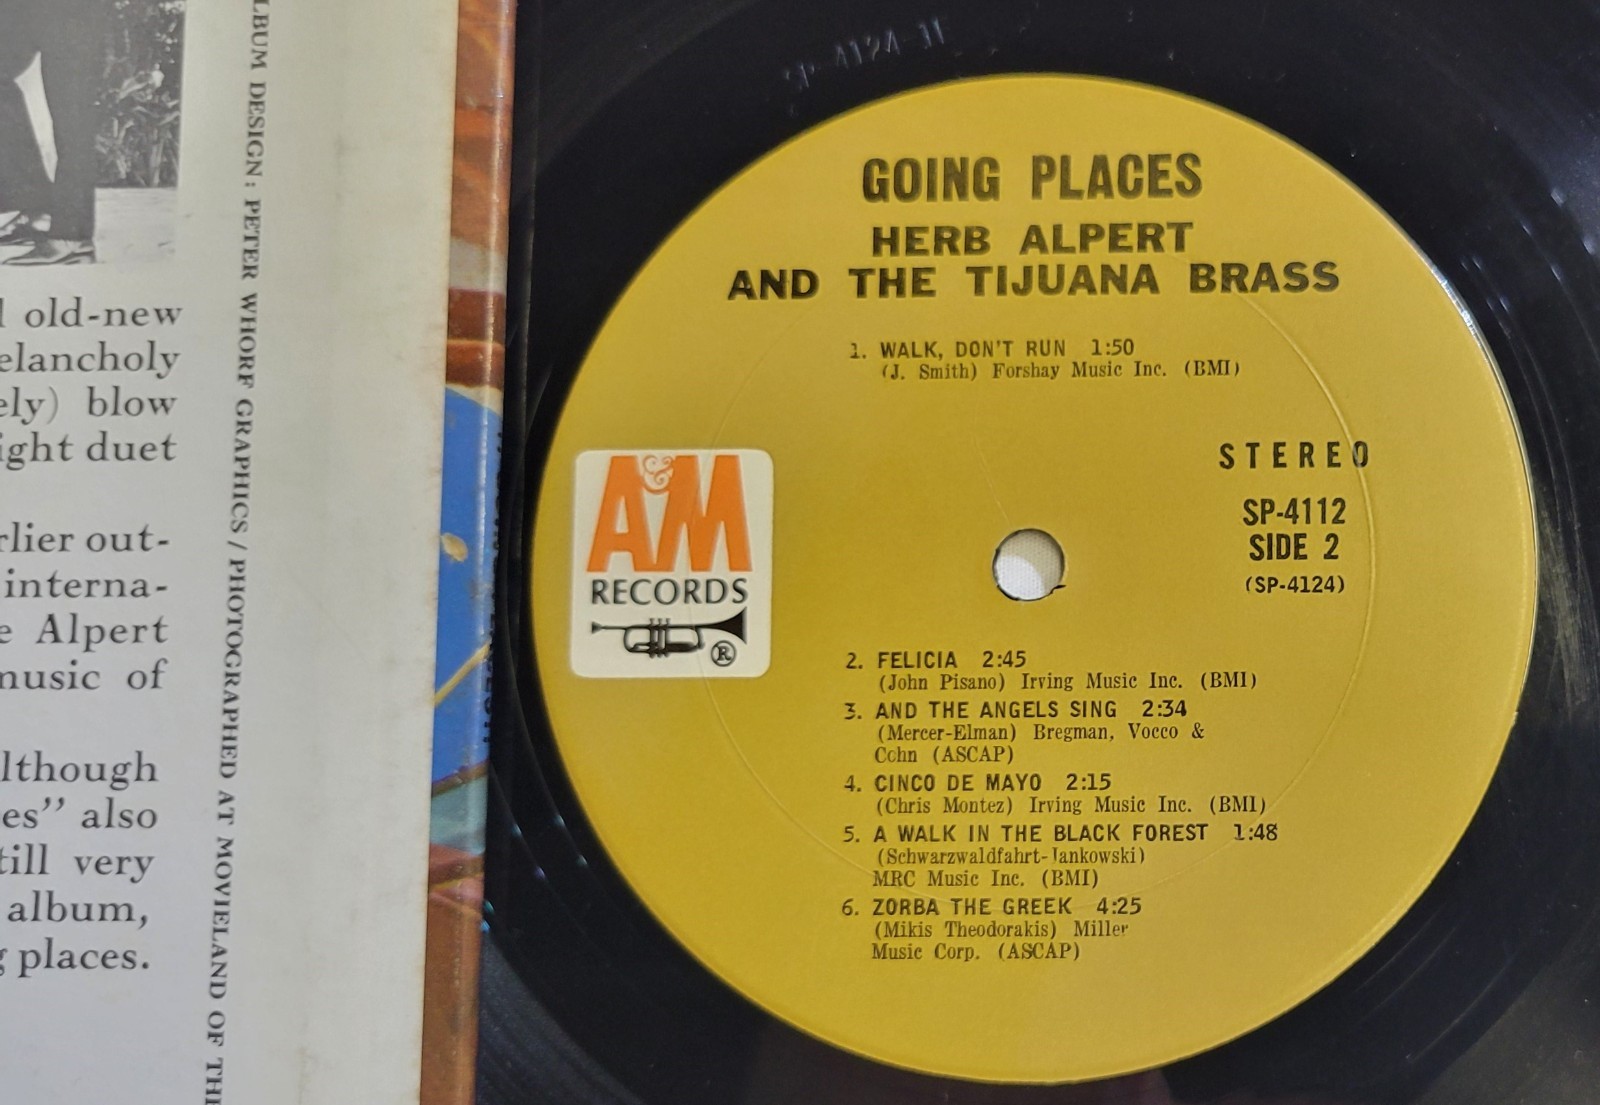 LBUM DESIGN: PETER WHORF GRAPHICS / PHOTOGRAPHED AT MOVIELAND OF THE
old-new
elancholy
ely) blow
ight duet
rlier out-
interna-
e Alpert
music of
lthough
es” also
till very
album,
g places.
SP-4124-11
GOING PLACES
HERB ALPERT
AND THE TIJUANA BRASS
1. WALK, DON'T RUN 1:50
(J. Smith) Forshay Music Inc. (BMI)
STEREO
SP-4112
SIDE 2
(SP-4124)
A&M
RECORDS
®
2. FELICIA 2:45
(John Pisano) Irving Music Inc. (BMI)
3. AND THE ANGELS SING 2:34
(Mercer-Elman) Bregman, Vocco &
Cohn (ASCAP)
4. CINCO DE MAYO 2:15
(Chris Montez) Irving Music Inc. (BMI)
5. A WALK IN THE BLACK FOREST 1:48
(Schwarzwaldfahrt-Jankowski)
MRC Music Inc. (BMI)
6. ZORBA THE GREEK 4:25
(Mikis Theodorakis) Miller
Music Corp. (ASCAP)